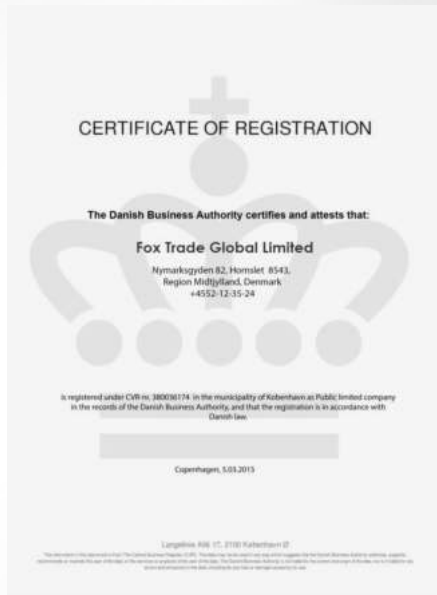 CERTIFICATE OF REGISTRATION
The Danish Business Authority certifies and attests that:
Fox Trade Global Limited
Nymarksgyden 82, Hornslet 8543,
Region Midtjylland, Denmark
+4552-12-35-24
is registered under CVR-nr. 380036174 in the municipality of København as Public limited company
in the records of the Danish Business Authority, and that the registration is in accordance with
Danish law.
Copenhagen, 5.03.2015
Langelinie Allé 17, 2100 København Ø